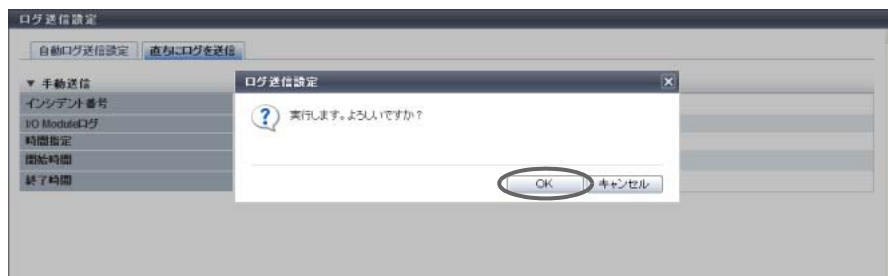 ログ送信設定
自動ログ送信設定 直ちにログを送信
▼ 手動送信
インシデント番号
I/O Moduleログ
時間指定
開始時間
終了時間
ログ送信設定
実行します。よろしいですか?
OK キャンセル